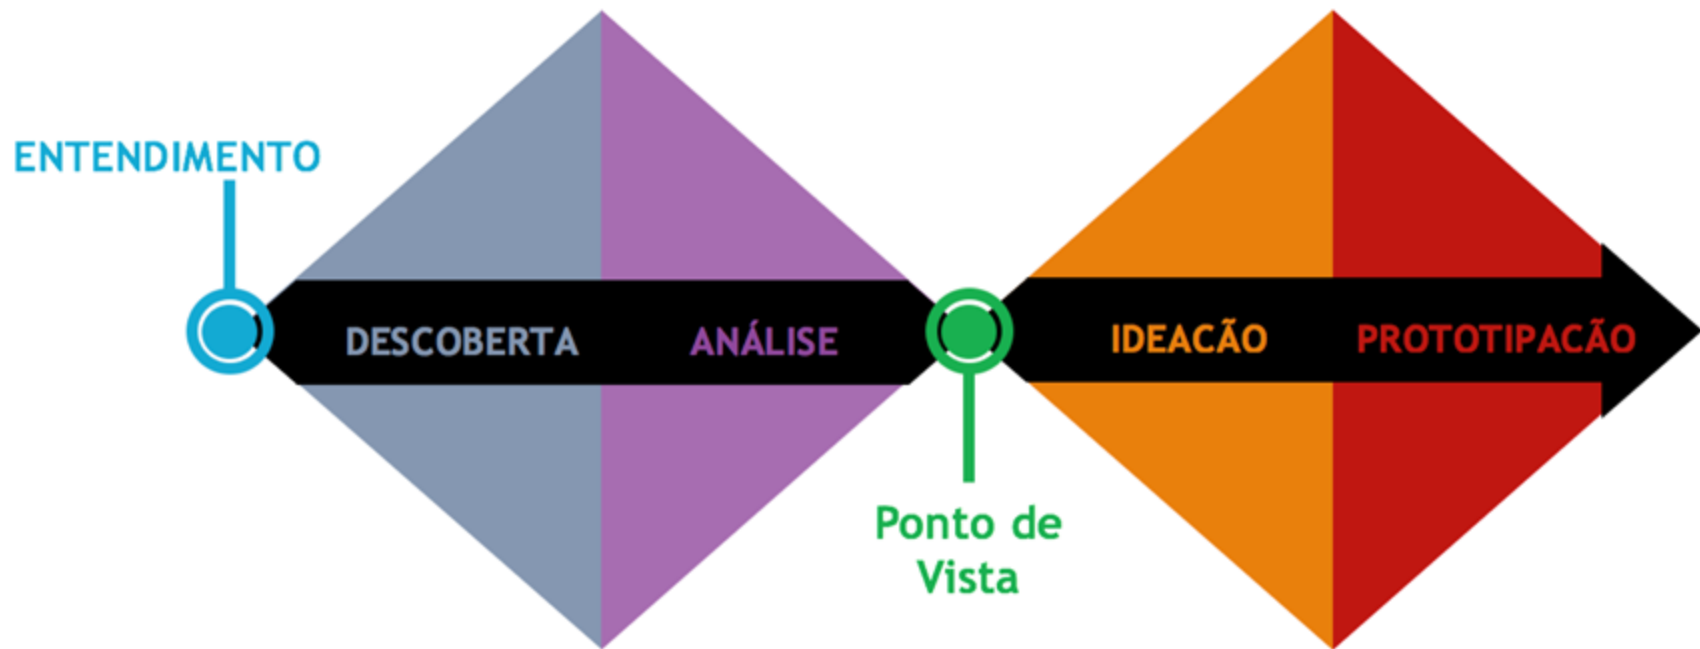 ENTENDIMENTO
DESCOBERTA
ANÁLISE
IDEACÃO
PROTOTIPACÃO
Ponto de
Vista